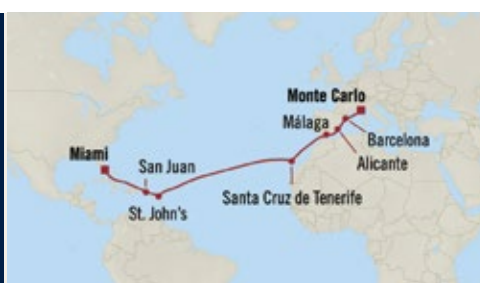 Monte Carlo
Málaga
Barcelona
Miami
San Juan
Alicante
Santa Cruz de Tenerife
St. John's